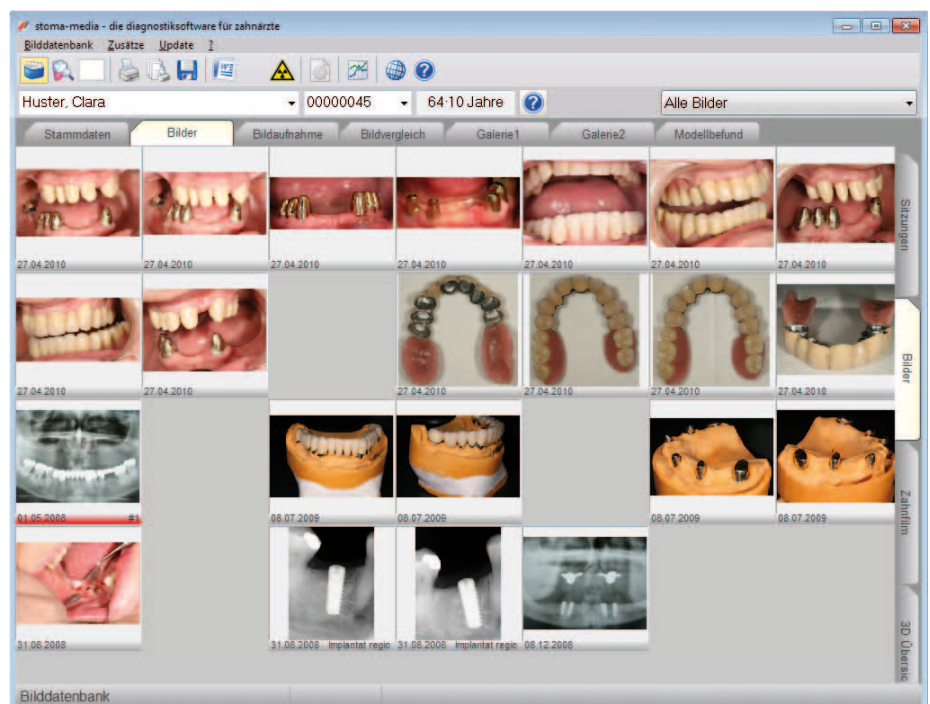 stoma-media - die diagnostiksoftware für zahnärzte
Bilddatenbank Zusätze Update ?
Huster, Clara 00000045 64·10 Jahre Alle Bilder
Stammdaten Bilder Bildaufnahme Bildvergleich Galerie1 Galerie2 Modellbefund
27.04.2010 27.04.2010 27.04.2010 27.04.2010 27.04.2010 27.04.2010 27.04.2010
27.04.2010 27.04.2010 27.04.2010 27.04.2010 27.04.2010 27.04.2010
01.05.2008 #1 08.07.2009 08.07.2009 08.07.2009 08.07.2009
31.08.2008 31.08.2008 Implantat regio 31.08.2008 Implantat regio 08.12.2008
Sitzungen
Bilder
Zahnfilm
3D Übersic
Bilddatenbank